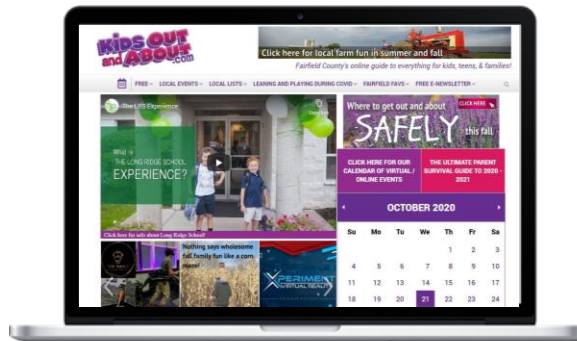 KiDS OUT
and ABOUT
.com
Click here for local farm fun in summer and fall
Fairfield County's online guide to everything for kids, teens, & families!
FREE LOCAL EVENTS LOCAL LISTS LEANING AND PLAYING DURING COVID FAIRFIELD FAVS FREE E-NEWSLETTER
The LRS Experience
What is
THE LONG RIDGE SCHOOL
EXPERIENCE?
Click here for info about Long Ridge School!
Where to get out and about
CLICK HERE
SAFELY this fall
CLICK HERE FOR OUR
CALENDAR OF VIRTUAL /
ONLINE EVENTS
THE ULTIMATE PARENT
SURVIVAL GUIDE TO 2020 -
2021
OCTOBER 2020
Su Mo Tu We Th Fr Sa
1 2 3
4 5 6 7 8 9 10
11 12 13 14 15 16 17
18 19 20 21 22 23 24
Nothing says wholesome
fall family fun like a corn
maze!
XPERIMENT
VIRTUAL REALITY